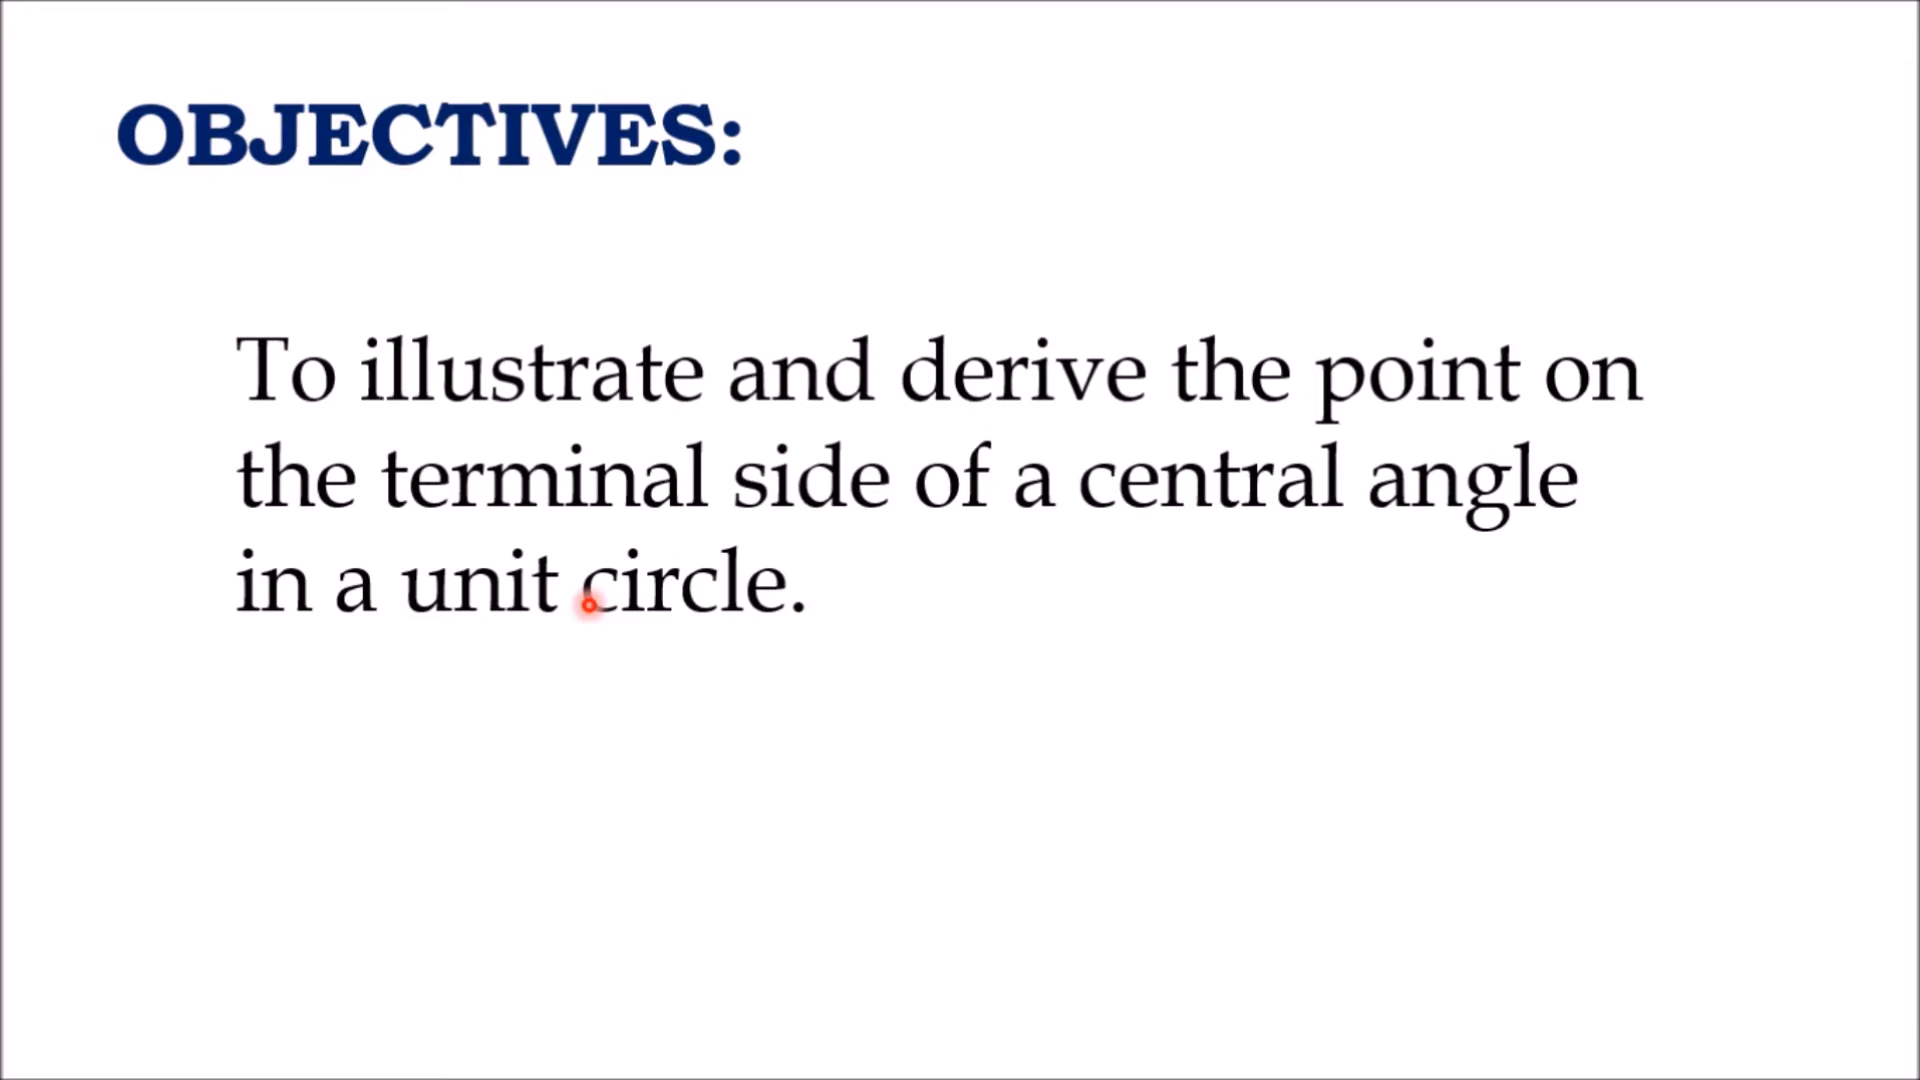 OBJECTIVES:
To illustrate and derive the point on
the terminal side of a central angle
in a unit circle.